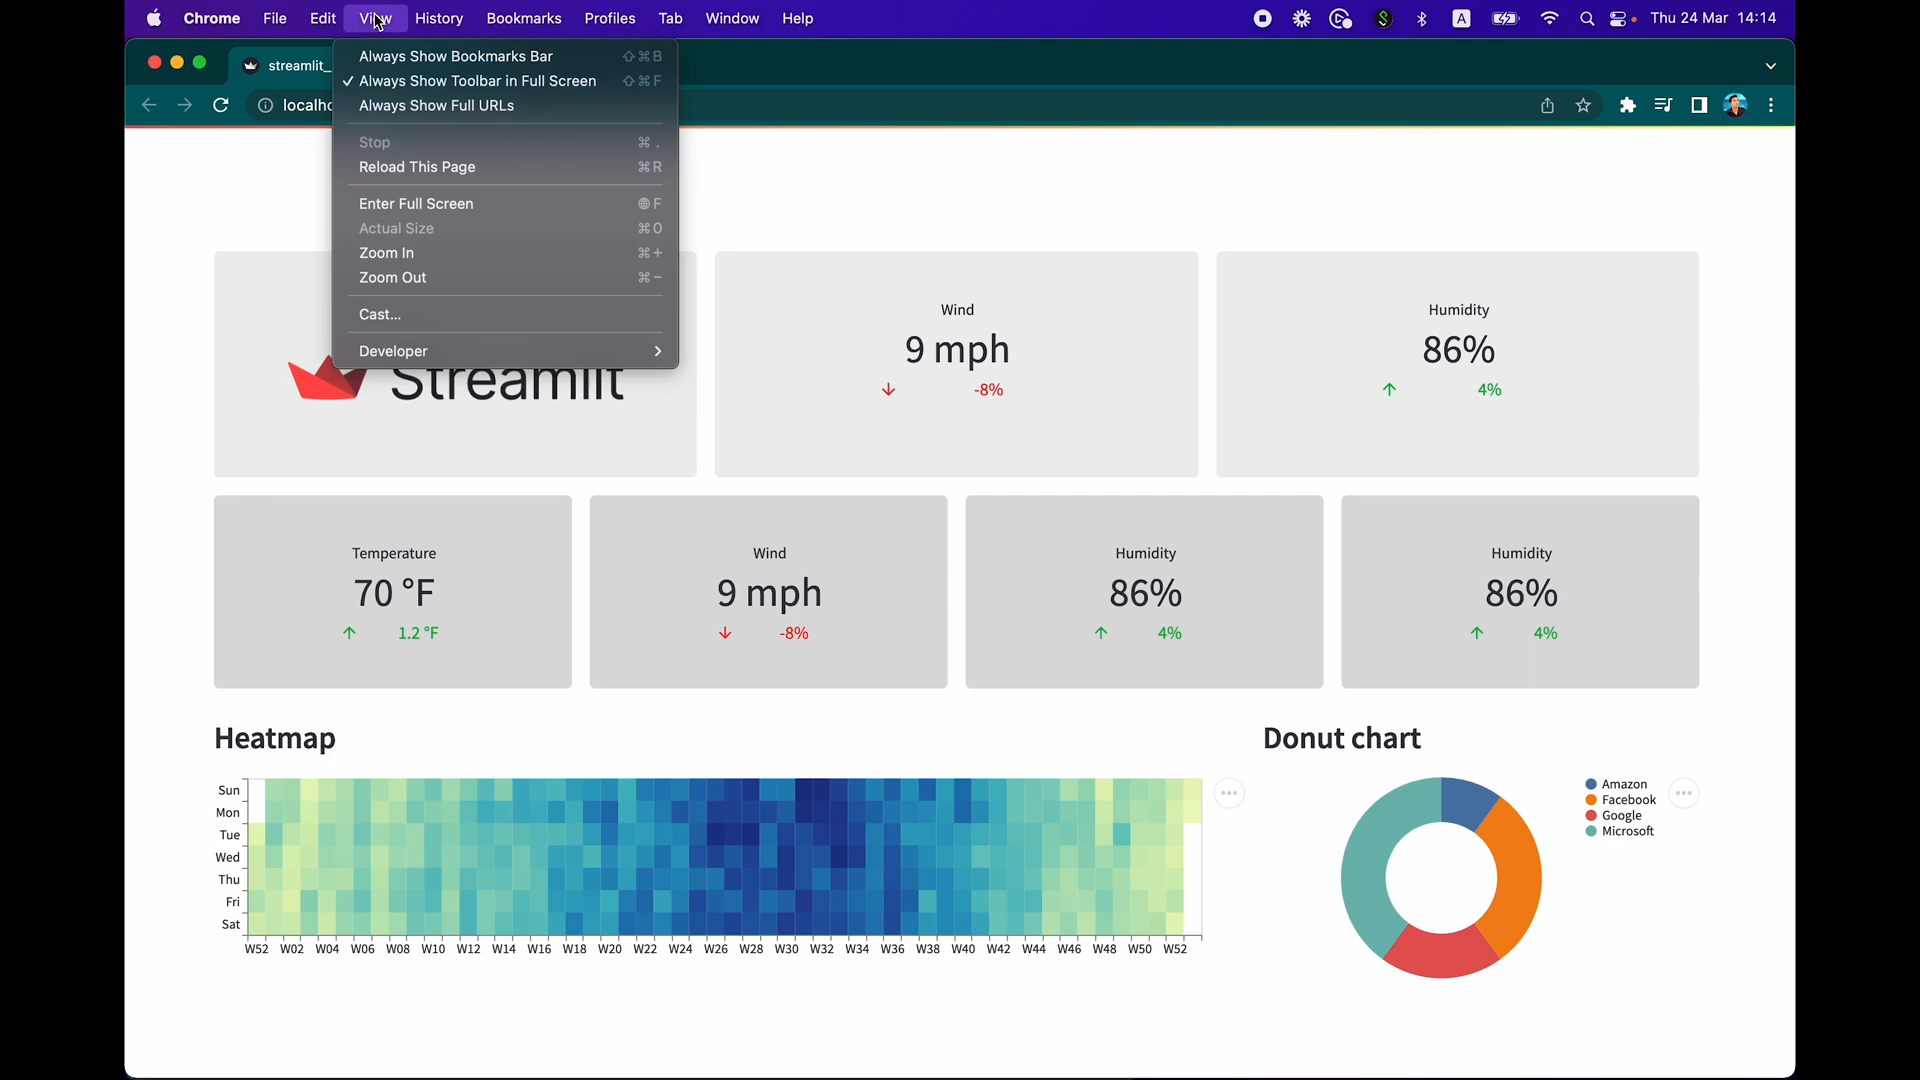 Chrome File Edit View History Bookmarks Profiles Tab Window Help A Thu 24 Mar 14:14
streamlit_
localho
Always Show Bookmarks Bar ⇧⌘B
✓ Always Show Toolbar in Full Screen ⇧⌘F
Always Show Full URLs
Stop ⌘.
Reload This Page ⌘R
Enter Full Screen F
Actual Size ⌘0
Zoom In ⌘+
Zoom Out ⌘−
Cast...
Developer
Streamlit
Wind
9 mph
↓ -8%
Humidity
86%
↑ 4%
Temperature
70 °F
↑ 1.2 °F
Wind
9 mph
↓ -8%
Humidity
86%
↑ 4%
Humidity
86%
↑ 4%
Heatmap
Sun
Mon
Tue
Wed
Thu
Fri
Sat
W52 W02 W04 W06 W08 W10 W12 W14 W16 W18 W20 W22 W24 W26 W28 W30 W32 W34 W36 W38 W40 W42 W44 W46 W48 W50 W52
Donut chart
Amazon
Facebook
Google
Microsoft